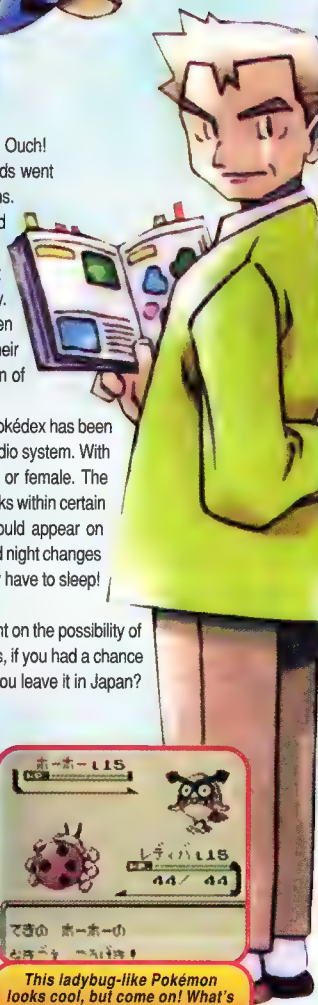 Ouch!
ds went
ns.
d
y.
en
heir
n of
okédex has been
dio system. With
or female. The
ks within certain
ould appear on
d night changes
have to sleep!
nt on the possibility of
s, if you had a chance
ou leave it in Japan?
ホーホー L15
レディバ L15
44/ 44
てきの ホーホーの
This ladybug-like Pokémon
looks cool, but come on! What's